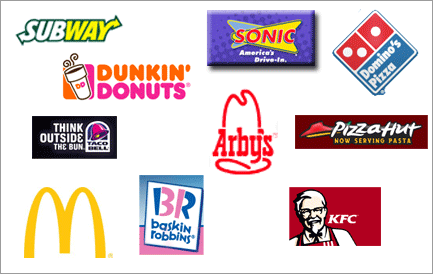 SUBWAY
SONIC
America's
Drive-In.
Domino's
Pizza
DUNKIN'
DONUTS
THINK
OUTSIDE
THE BUN.
TACO
BELL
Arby's
Pizza Hut
NOW SERVING PASTA
BR
baskin
robbins
KFC